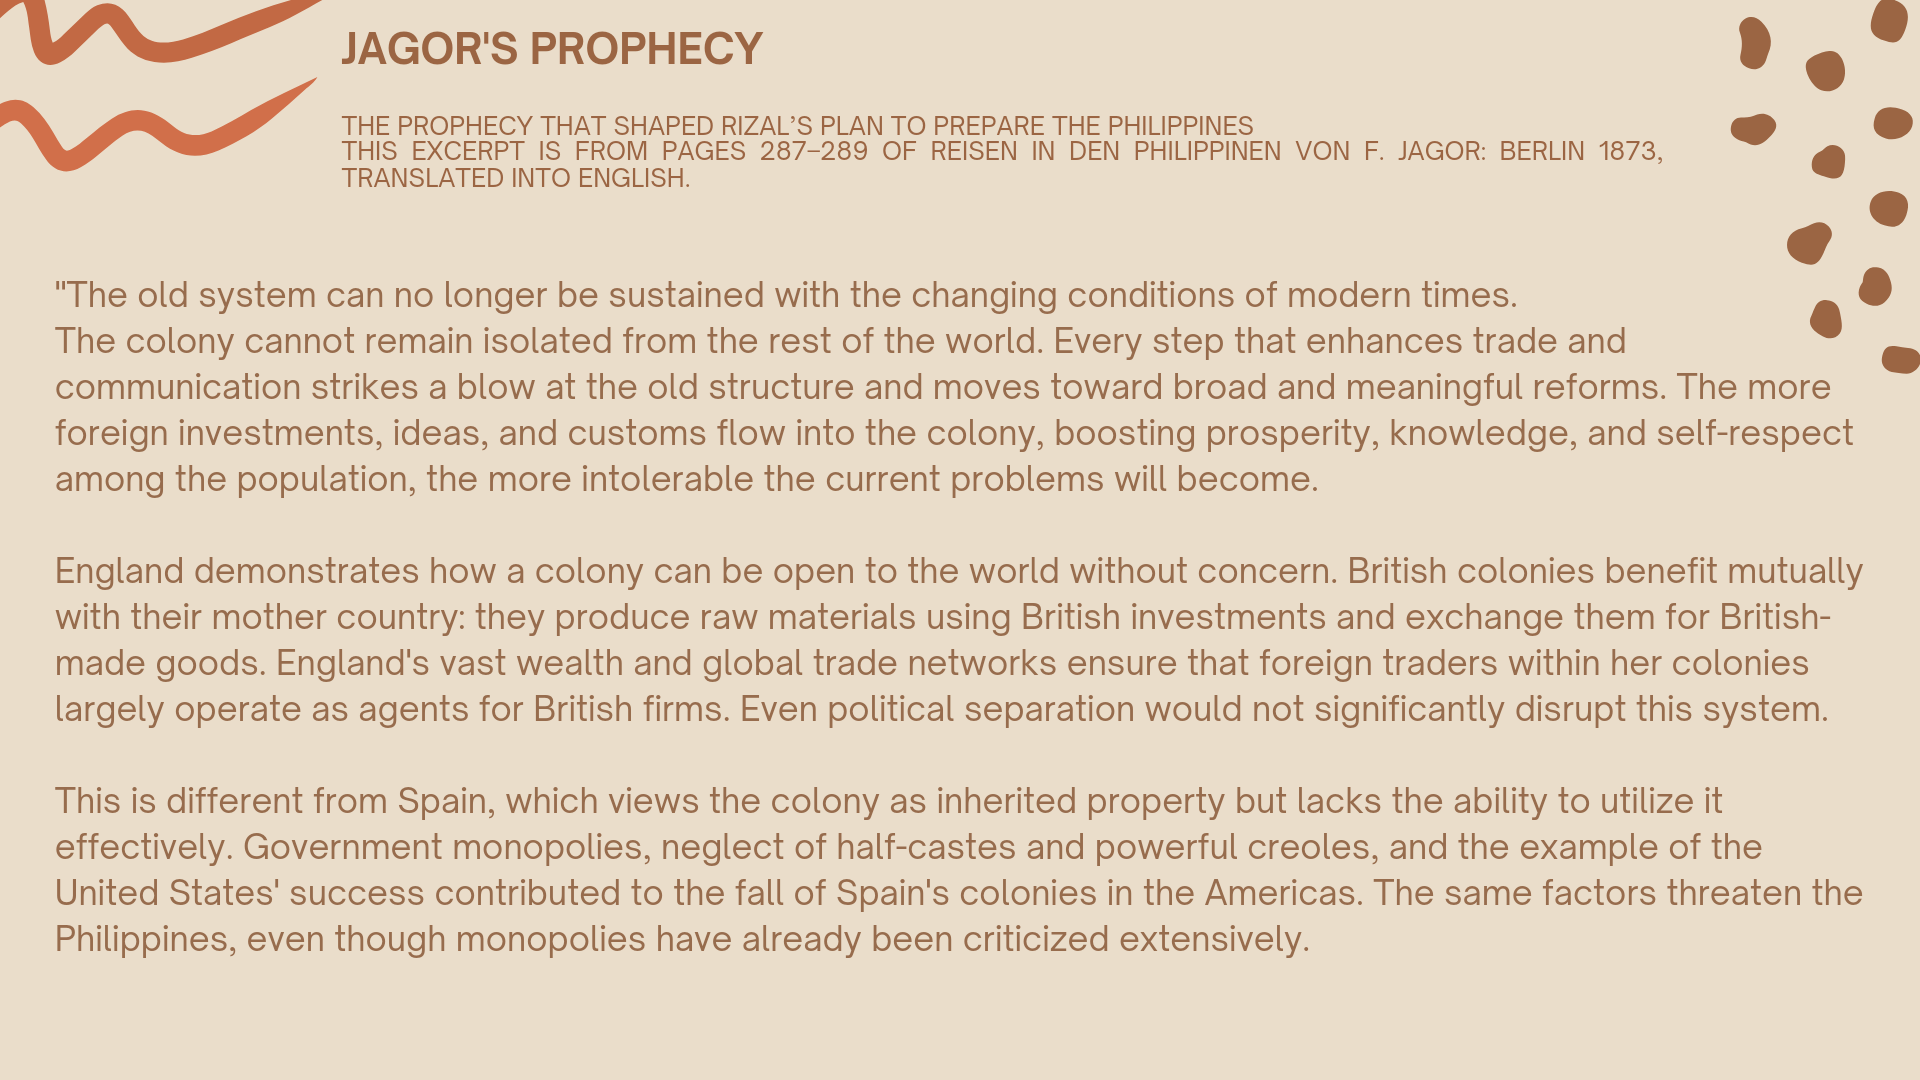 JAGOR'S PROPHECY
THE PROPHECY THAT SHAPED RIZAL’S PLAN TO PREPARE THE PHILIPPINES
THIS EXCERPT IS FROM PAGES 287–289 OF REISEN IN DEN PHILIPPINEN VON F. JAGOR: BERLIN 1873,
TRANSLATED INTO ENGLISH.
"The old system can no longer be sustained with the changing conditions of modern times.
The colony cannot remain isolated from the rest of the world. Every step that enhances trade and
communication strikes a blow at the old structure and moves toward broad and meaningful reforms. The more
foreign investments, ideas, and customs flow into the colony, boosting prosperity, knowledge, and self-respect
among the population, the more intolerable the current problems will become.
England demonstrates how a colony can be open to the world without concern. British colonies benefit mutually
with their mother country: they produce raw materials using British investments and exchange them for British-
made goods. England's vast wealth and global trade networks ensure that foreign traders within her colonies
largely operate as agents for British firms. Even political separation would not significantly disrupt this system.
This is different from Spain, which views the colony as inherited property but lacks the ability to utilize it
effectively. Government monopolies, neglect of half-castes and powerful creoles, and the example of the
United States' success contributed to the fall of Spain's colonies in the Americas. The same factors threaten the
Philippines, even though monopolies have already been criticized extensively.